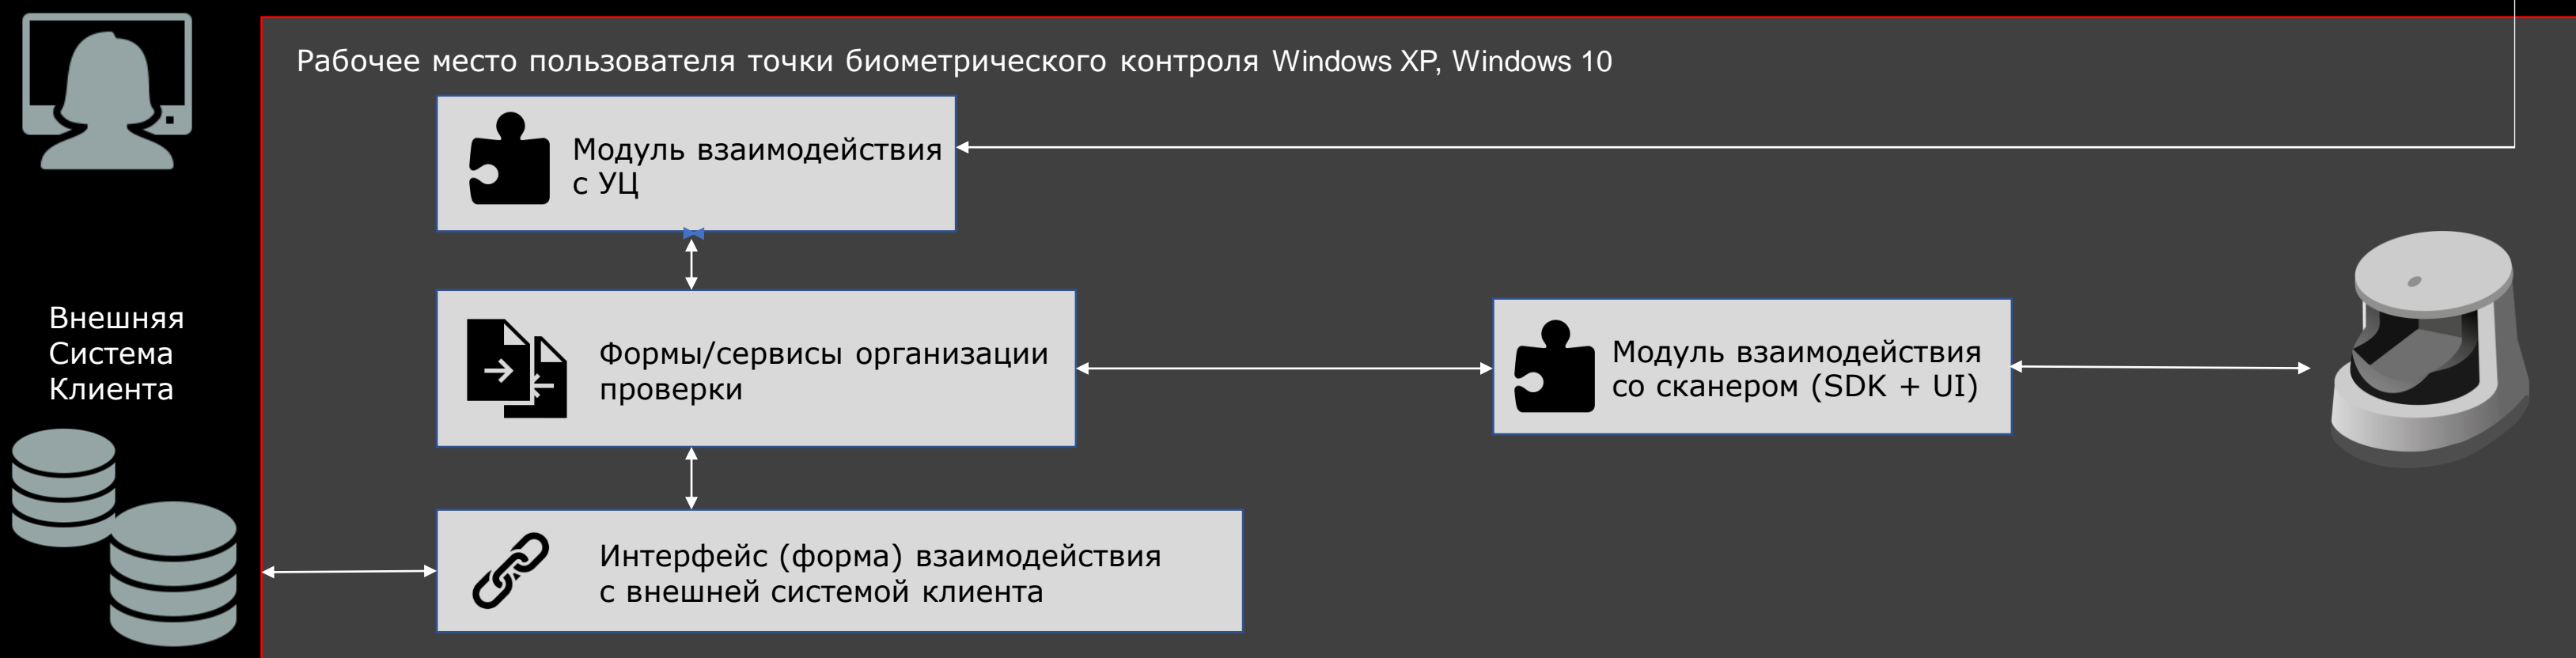 Рабочее место пользователя точки биометрического контроля Windows XP, Windows 10
Модуль взаимодействия
с УЦ
Внешняя
Система
Клиента
Формы/сервисы организации
проверки
Модуль взаимодействия
со сканером (SDK + UI)
Интерфейс (форма) взаимодействия
с внешней системой клиента